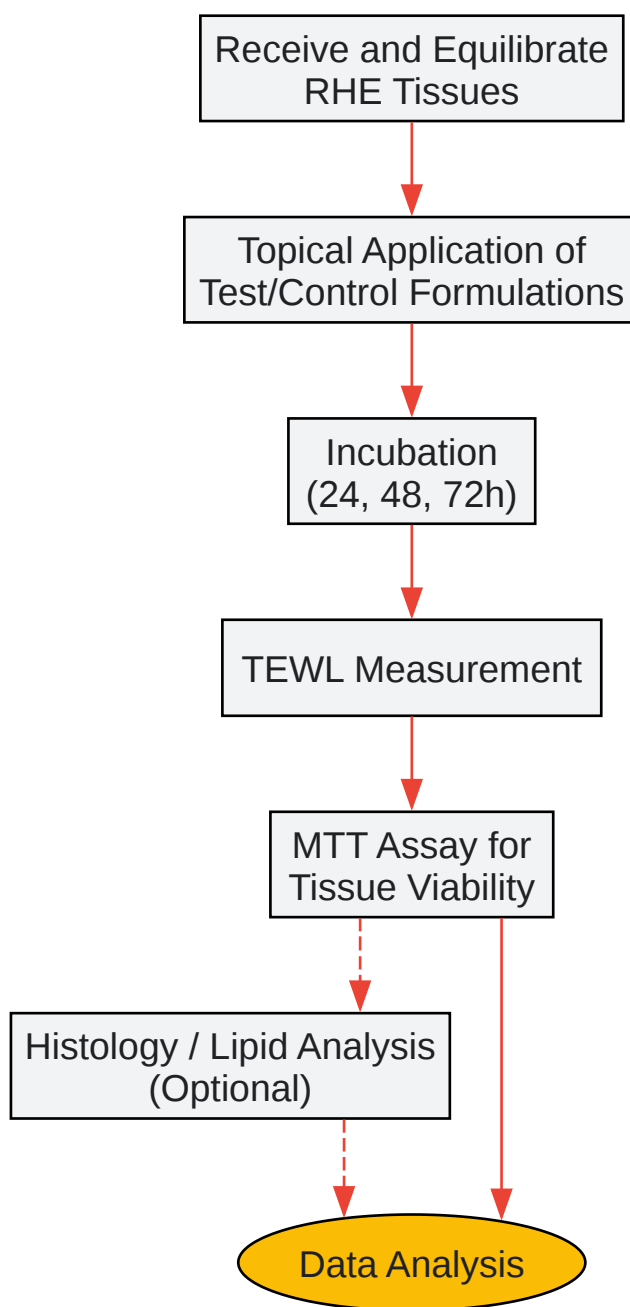 Receive and Equilibrate
RHE Tissues
Topical Application of
Test/Control Formulations
Incubation
(24, 48, 72h)
TEWL Measurement
MTT Assay for
Tissue Viability
Histology / Lipid Analysis
(Optional)
Data Analysis